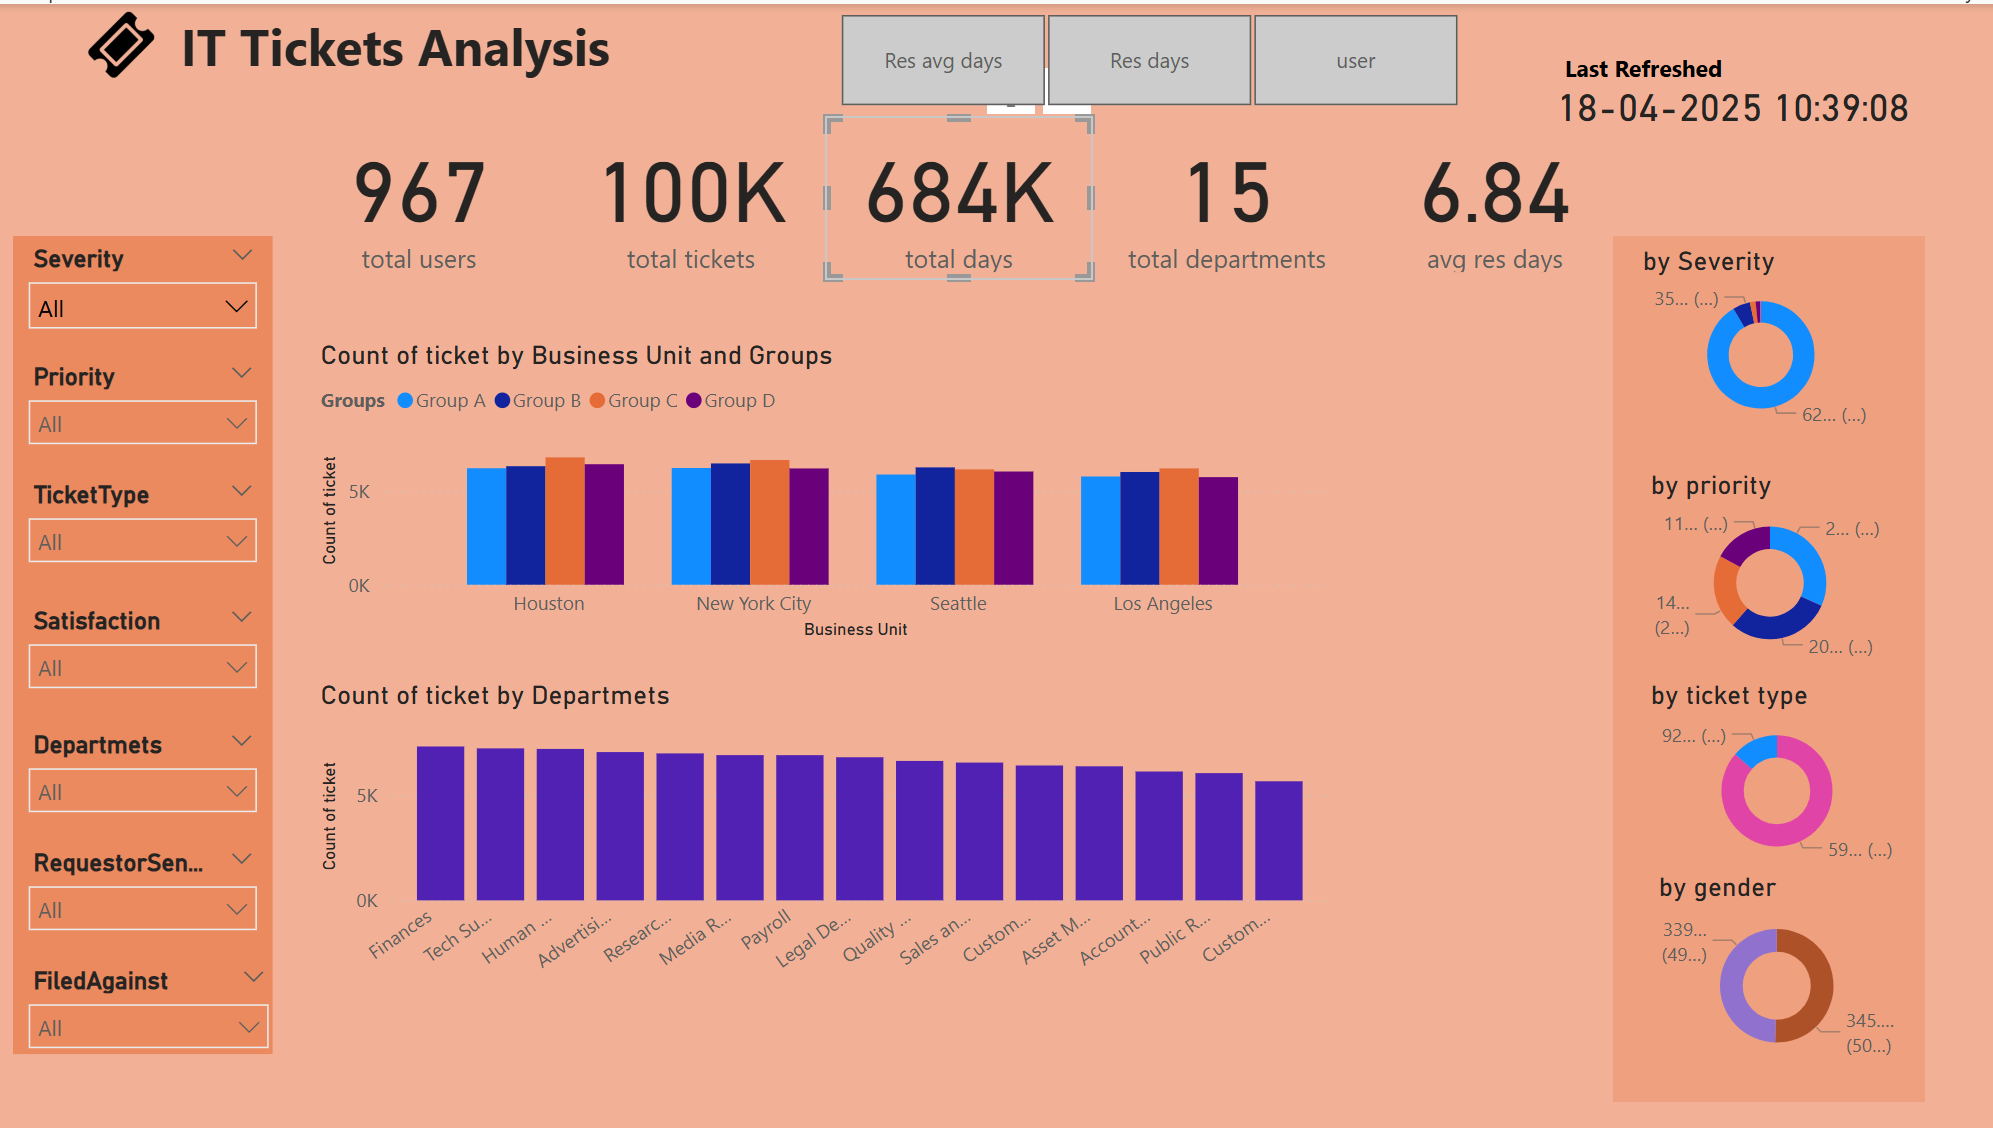 IT Tickets Analysis
Res avg days
Res days
user
Last Refreshed
18-04-2025 10:39:08
967
total users
100K
total tickets
684K
total days
15
total departments
6.84
avg res days
Severity
All
Priority
All
TicketType
All
Satisfaction
All
Departmets
All
RequestorSen...
All
FiledAgainst
All
Count of ticket by Business Unit and Groups
Groups Group A Group B Group C Group D
Count of ticket
5K
0K
Houston New York City Seattle Los Angeles
Business Unit
Count of ticket by Departmets
Count of ticket
5K
0K
Finances Tech Su... Human ... Advertisi... Researc... Media R... Payroll Legal De... Quality ... Sales an... Custom... Asset M... Account... Public R... Custom...
by Severity
35... (...)
62... (...)
by priority
11... (...)
2... (...)
14...
(2...)
20... (...)
by ticket type
92... (...)
59... (...)
by gender
339...
(49...)
345....
(50...)